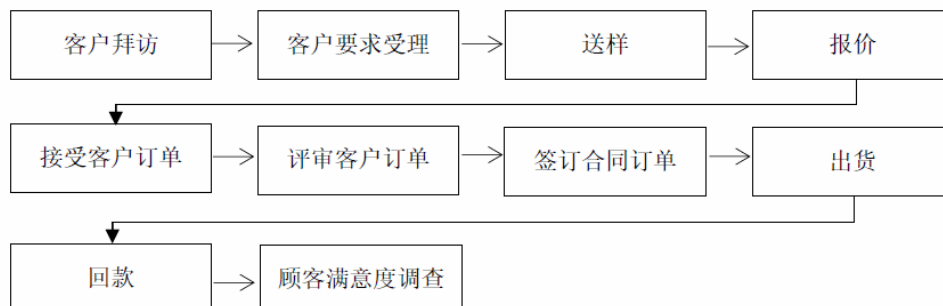 客户拜访
客户要求受理
送样
报价
接受客户订单
评审客户订单
签订合同订单
出货
回款
顾客满意度调查